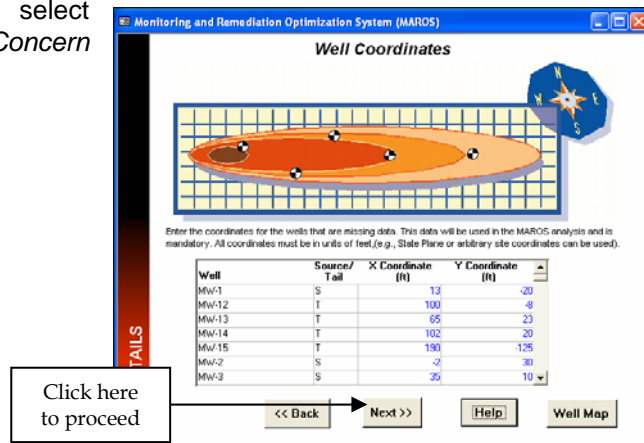 select
Concern
Monitoring and Remediation Optimization System (MAROS)
Well Coordinates
N
E
S
W
Enter the coordinates for the wells that are missing data. This data will be used in the MAROS analysis and is
mandatory. All coordinates must be in units of feet,(e.g., State Plane or arbitrary site coordinates can be used).
Well Source/ Tail X Coordinate (ft) Y Coordinate (ft)
MW-1 S 13 -20
MW-12 T 100 -8
MW-13 T 65 23
MW-14 T 102 20
MW-15 T 190 -125
MW-2 S -2 30
MW-3 S 35 10
TAILS
Click here
to proceed
<< Back Next >> Help Well Map